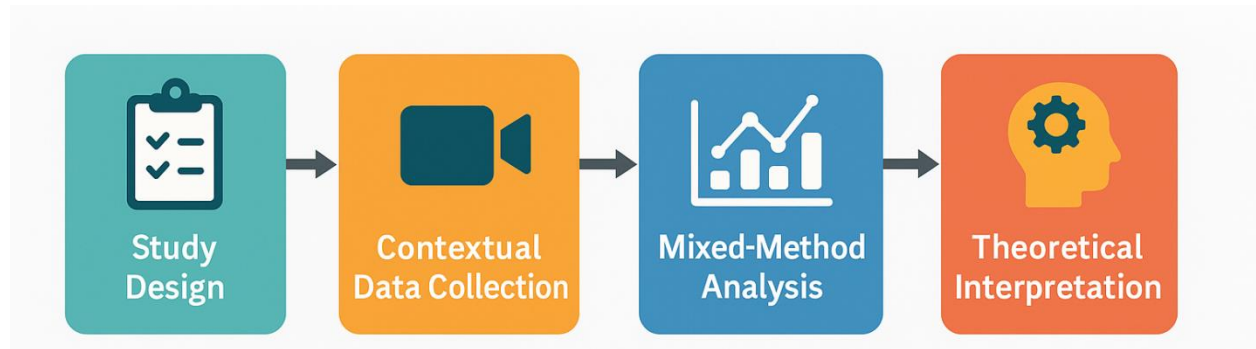 Study
Design
Contextual
Data Collection
Mixed-Method
Analysis
Theoretical
Interpretation